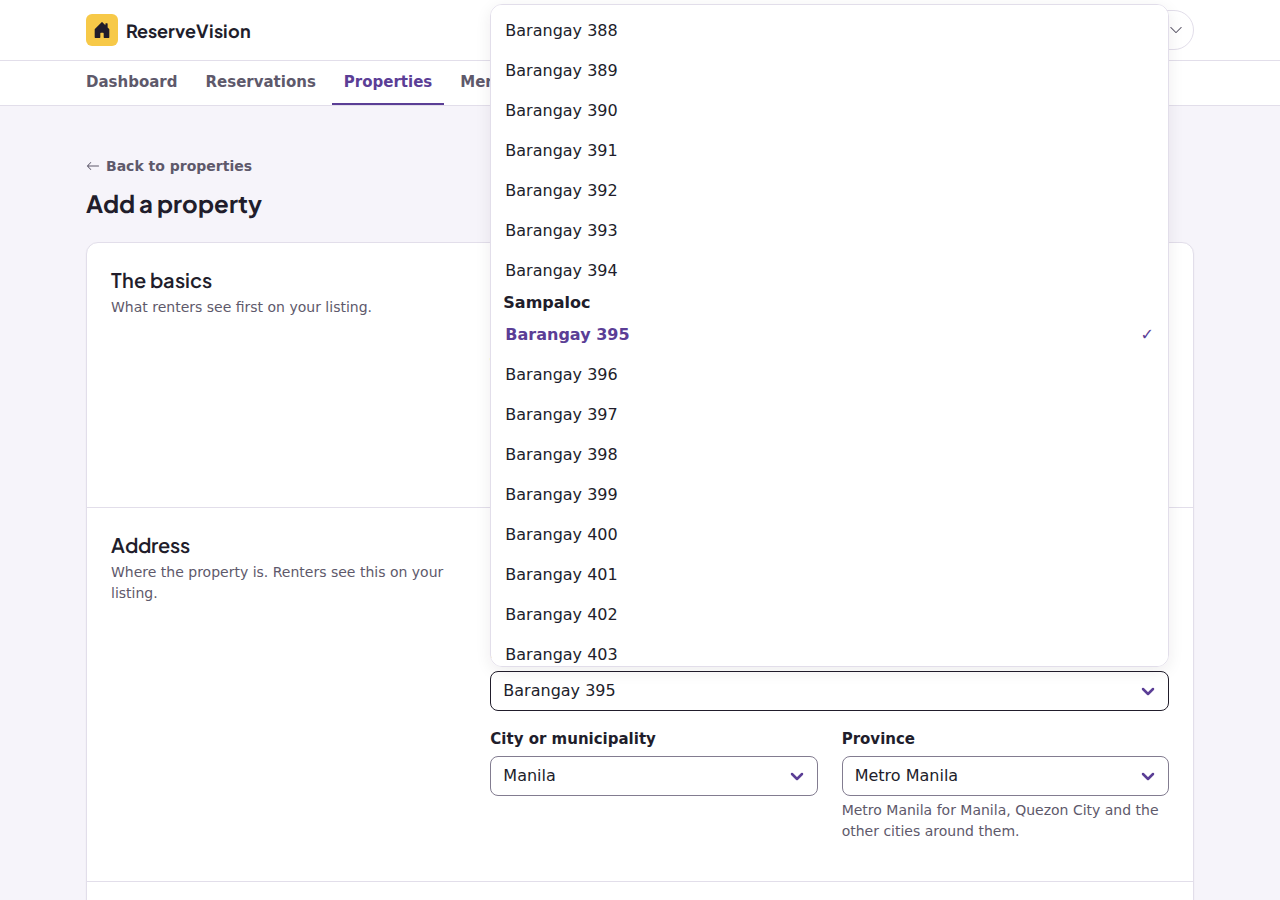 ReserveVision
Dashboard Reservations Properties
Back to properties
Add a property
The basics
What renters see first on your listing.
Address
Where the property is. Renters see this on your
listing.
Barangay 388
Barangay 389
Barangay 390
Barangay 391
Barangay 392
Barangay 393
Barangay 394
Sampaloc
Barangay 395 ✓
Barangay 396
Barangay 397
Barangay 398
Barangay 399
Barangay 400
Barangay 401
Barangay 402
Barangay 403
Barangay 395
City or municipality
Manila
Province
Metro Manila
Metro Manila for Manila, Quezon City and the
other cities around them.